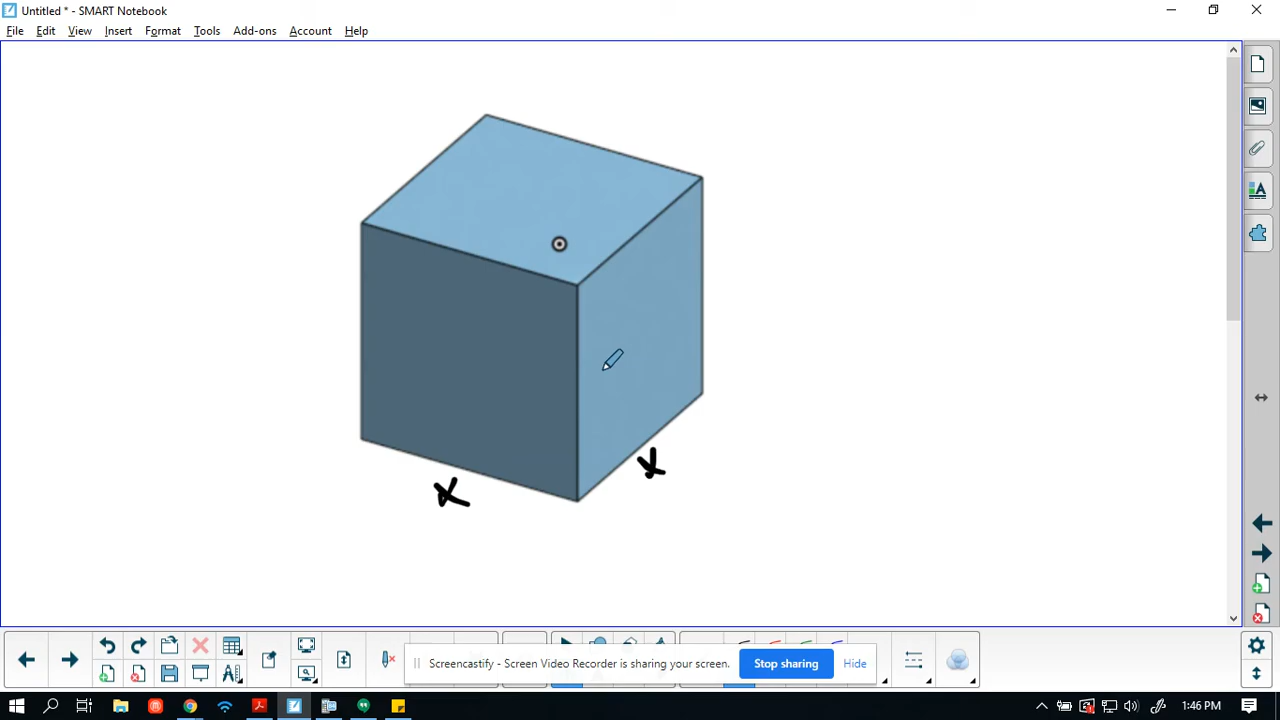 Untitled * - SMART Notebook
File Edit View Insert Format Tools Add-ons Account Help
x
x
Screencastify - Screen Video Recorder is sharing your screen. Stop sharing Hide
1:46 PM